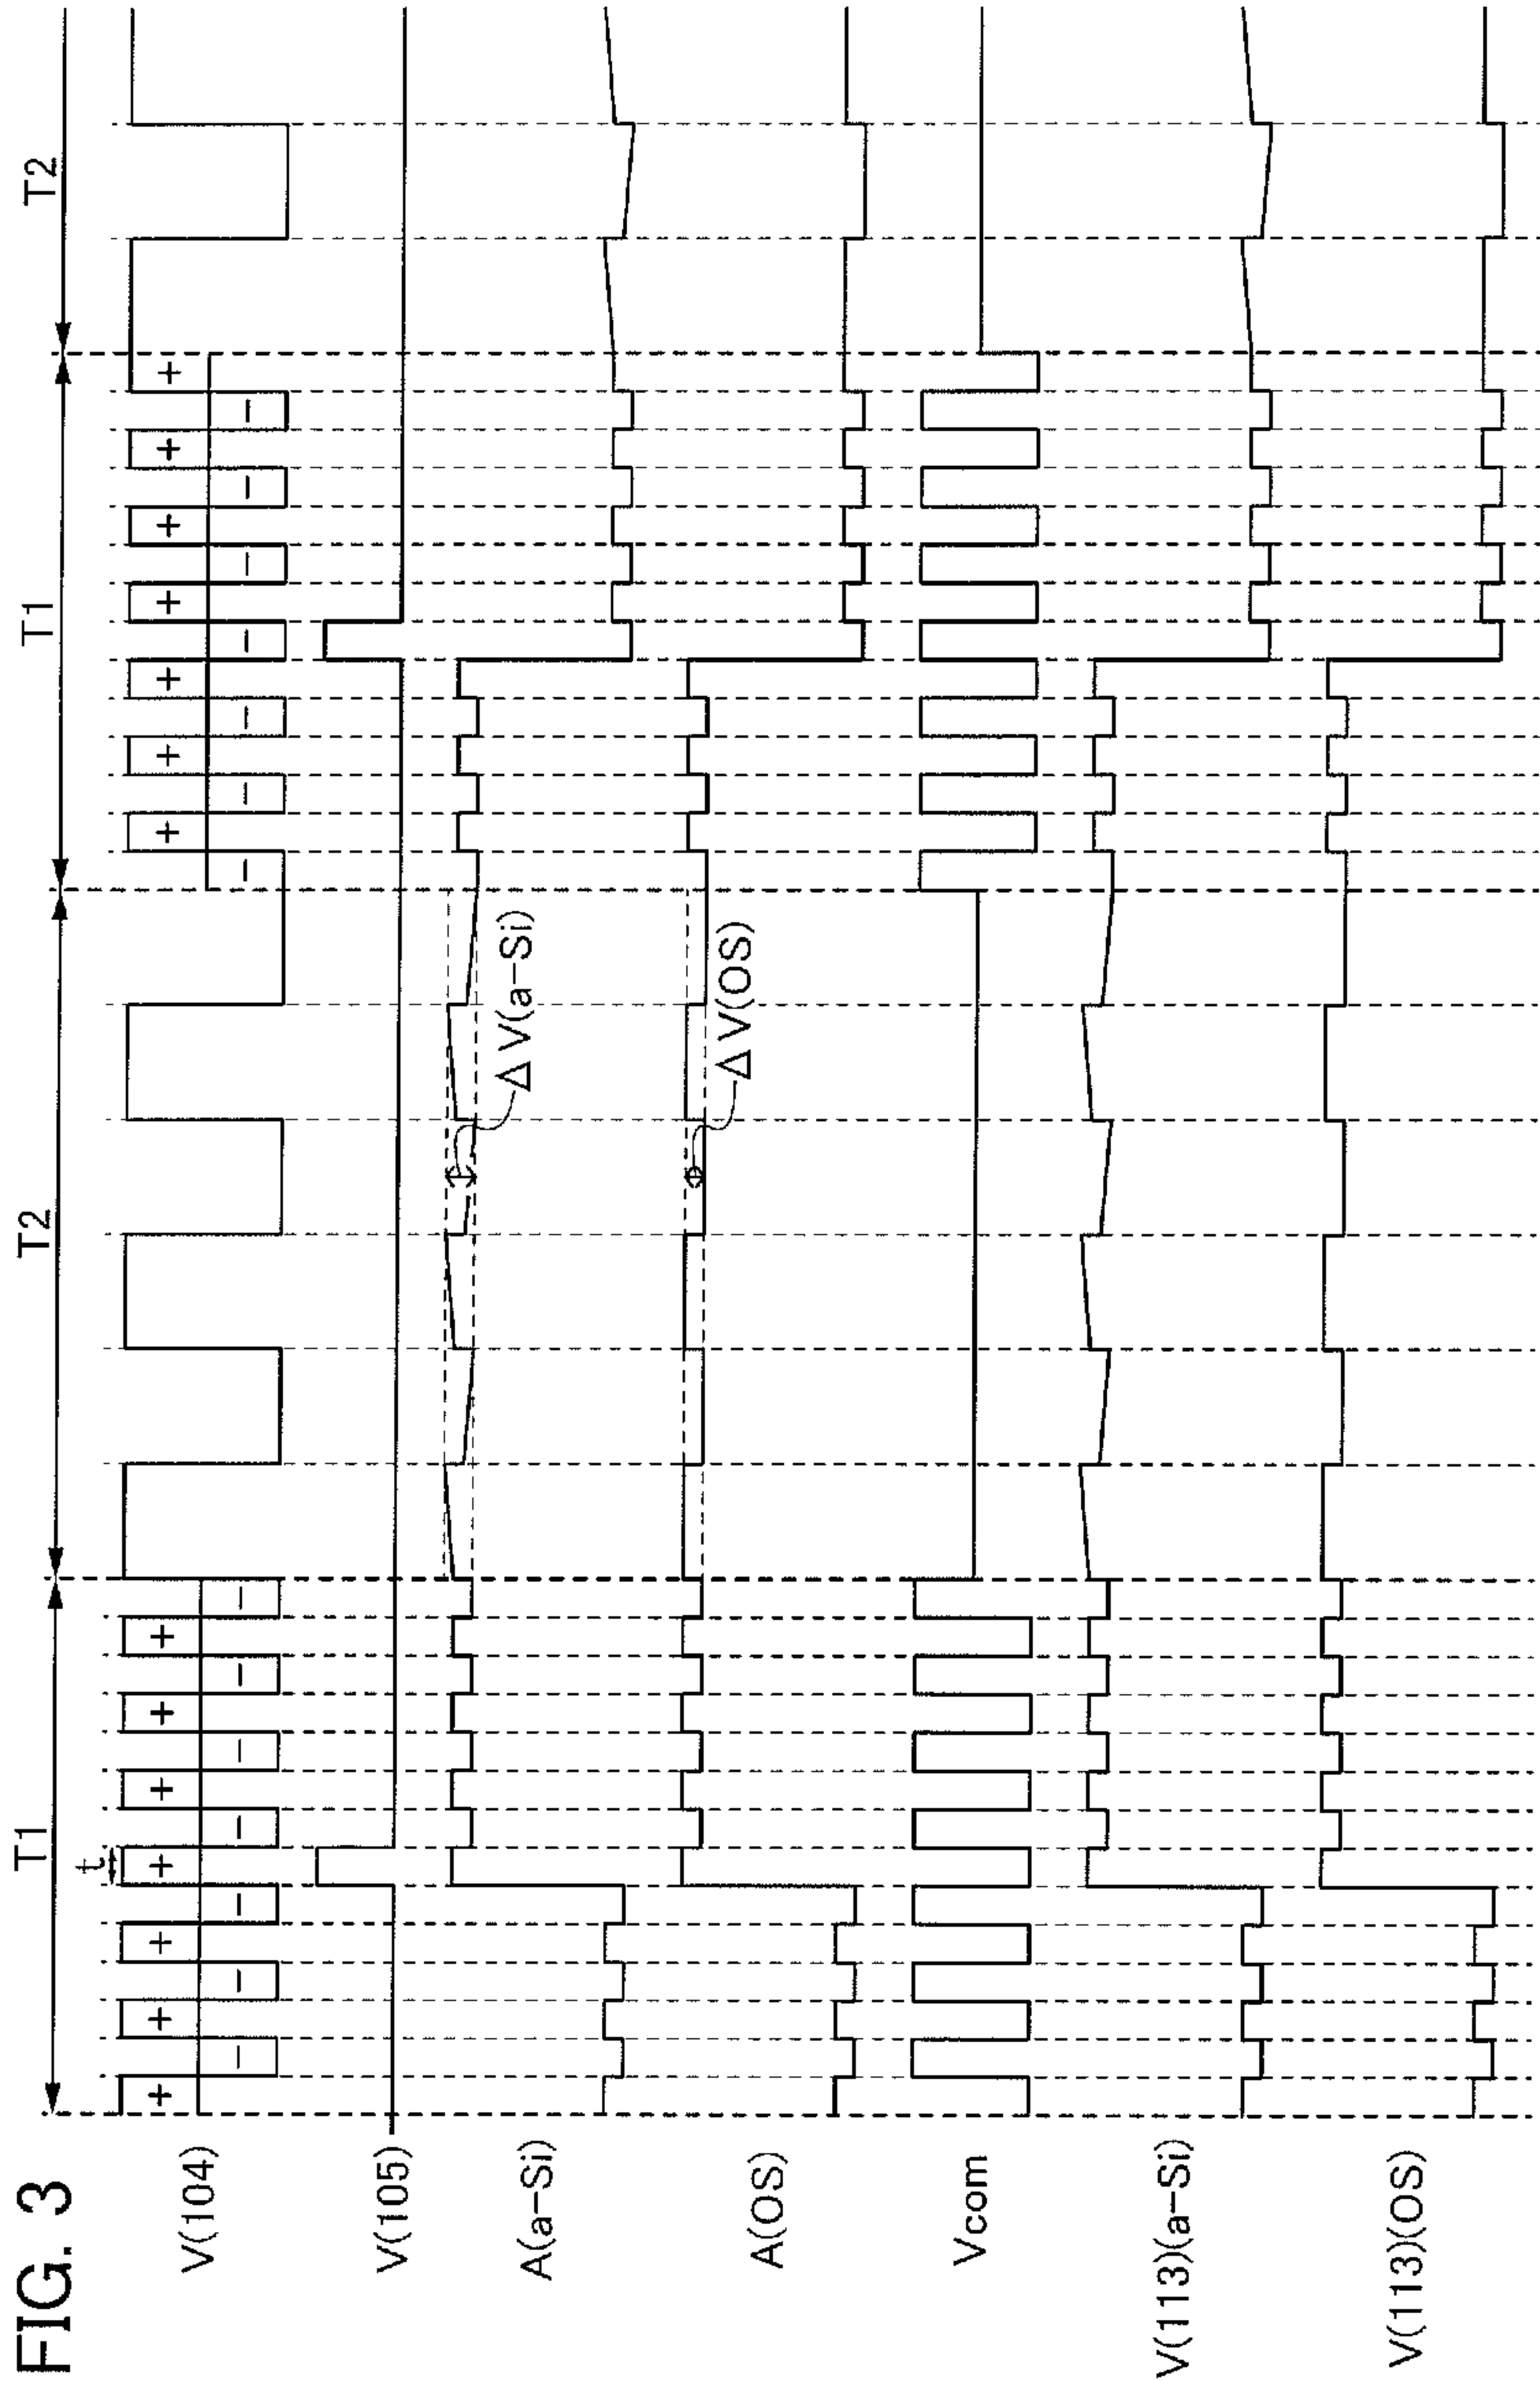 FIG. 3
T1 T2 T1 T2
t
V(104) + − + − + − + − + − + − + − − + − + − + − + − + − + − +
V(105)
A(a-Si) ΔV(a-Si)
A(OS) ΔV(OS)
Vcom
V(113)(a-Si)
V(113)(OS)